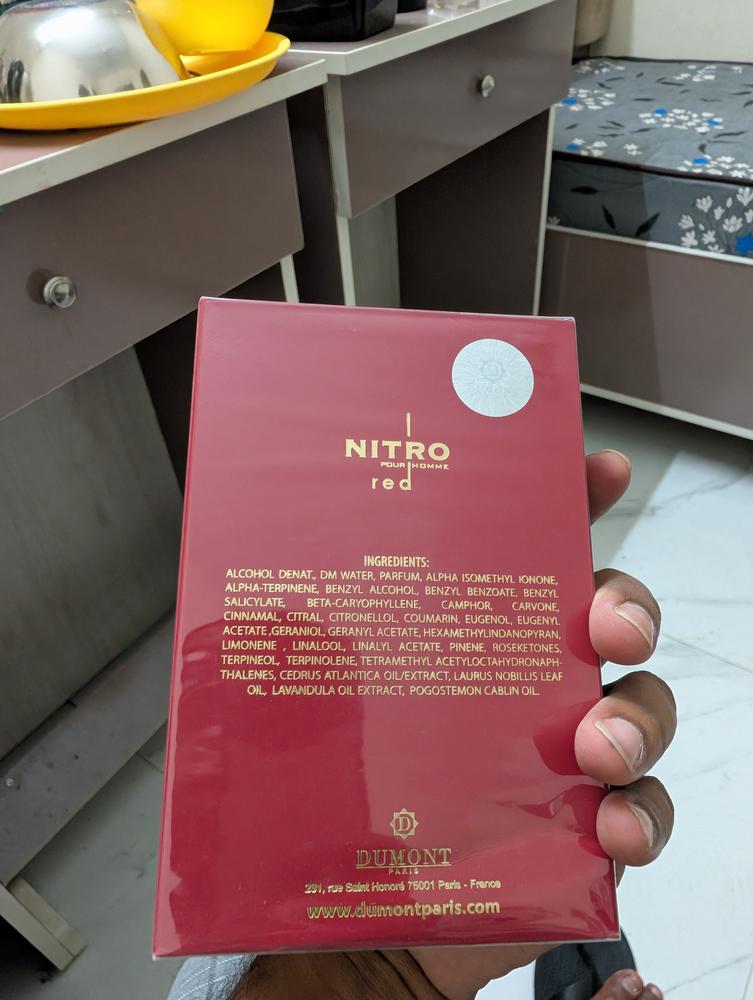 DUMONT
NITRO
POUR HOMME
red
INGREDIENTS:
ALCOHOL DENAT., DM WATER, PARFUM, ALPHA ISOMETHYL IONONE,
ALPHA-TERPINENE, BENZYL ALCOHOL, BENZYL BENZOATE, BENZYL
SALICYLATE, BETA-CARYOPHYLLENE, CAMPHOR, CARVONE,
CINNAMAL, CITRAL, CITRONELLOL, COUMARIN, EUGENOL, EUGENYL
ACETATE ,GERANIOL, GERANYL ACETATE, HEXAMETHYLINDANOPYRAN,
LIMONENE , LINALOOL, LINALYL ACETATE, PINENE, ROSEKETONES,
TERPINEOL, TERPINOLENE, TETRAMETHYL ACETYLOCTAHYDRONAPH-
THALENES, CEDRUS ATLANTICA OIL/EXTRACT, LAURUS NOBILLIS LEAF
OIL, LAVANDULA OIL EXTRACT, POGOSTEMON CABLIN OIL.
D
DUMONT
PARIS
281, rue Saint Honoré 75001 Paris - France
www.dumontparis.com